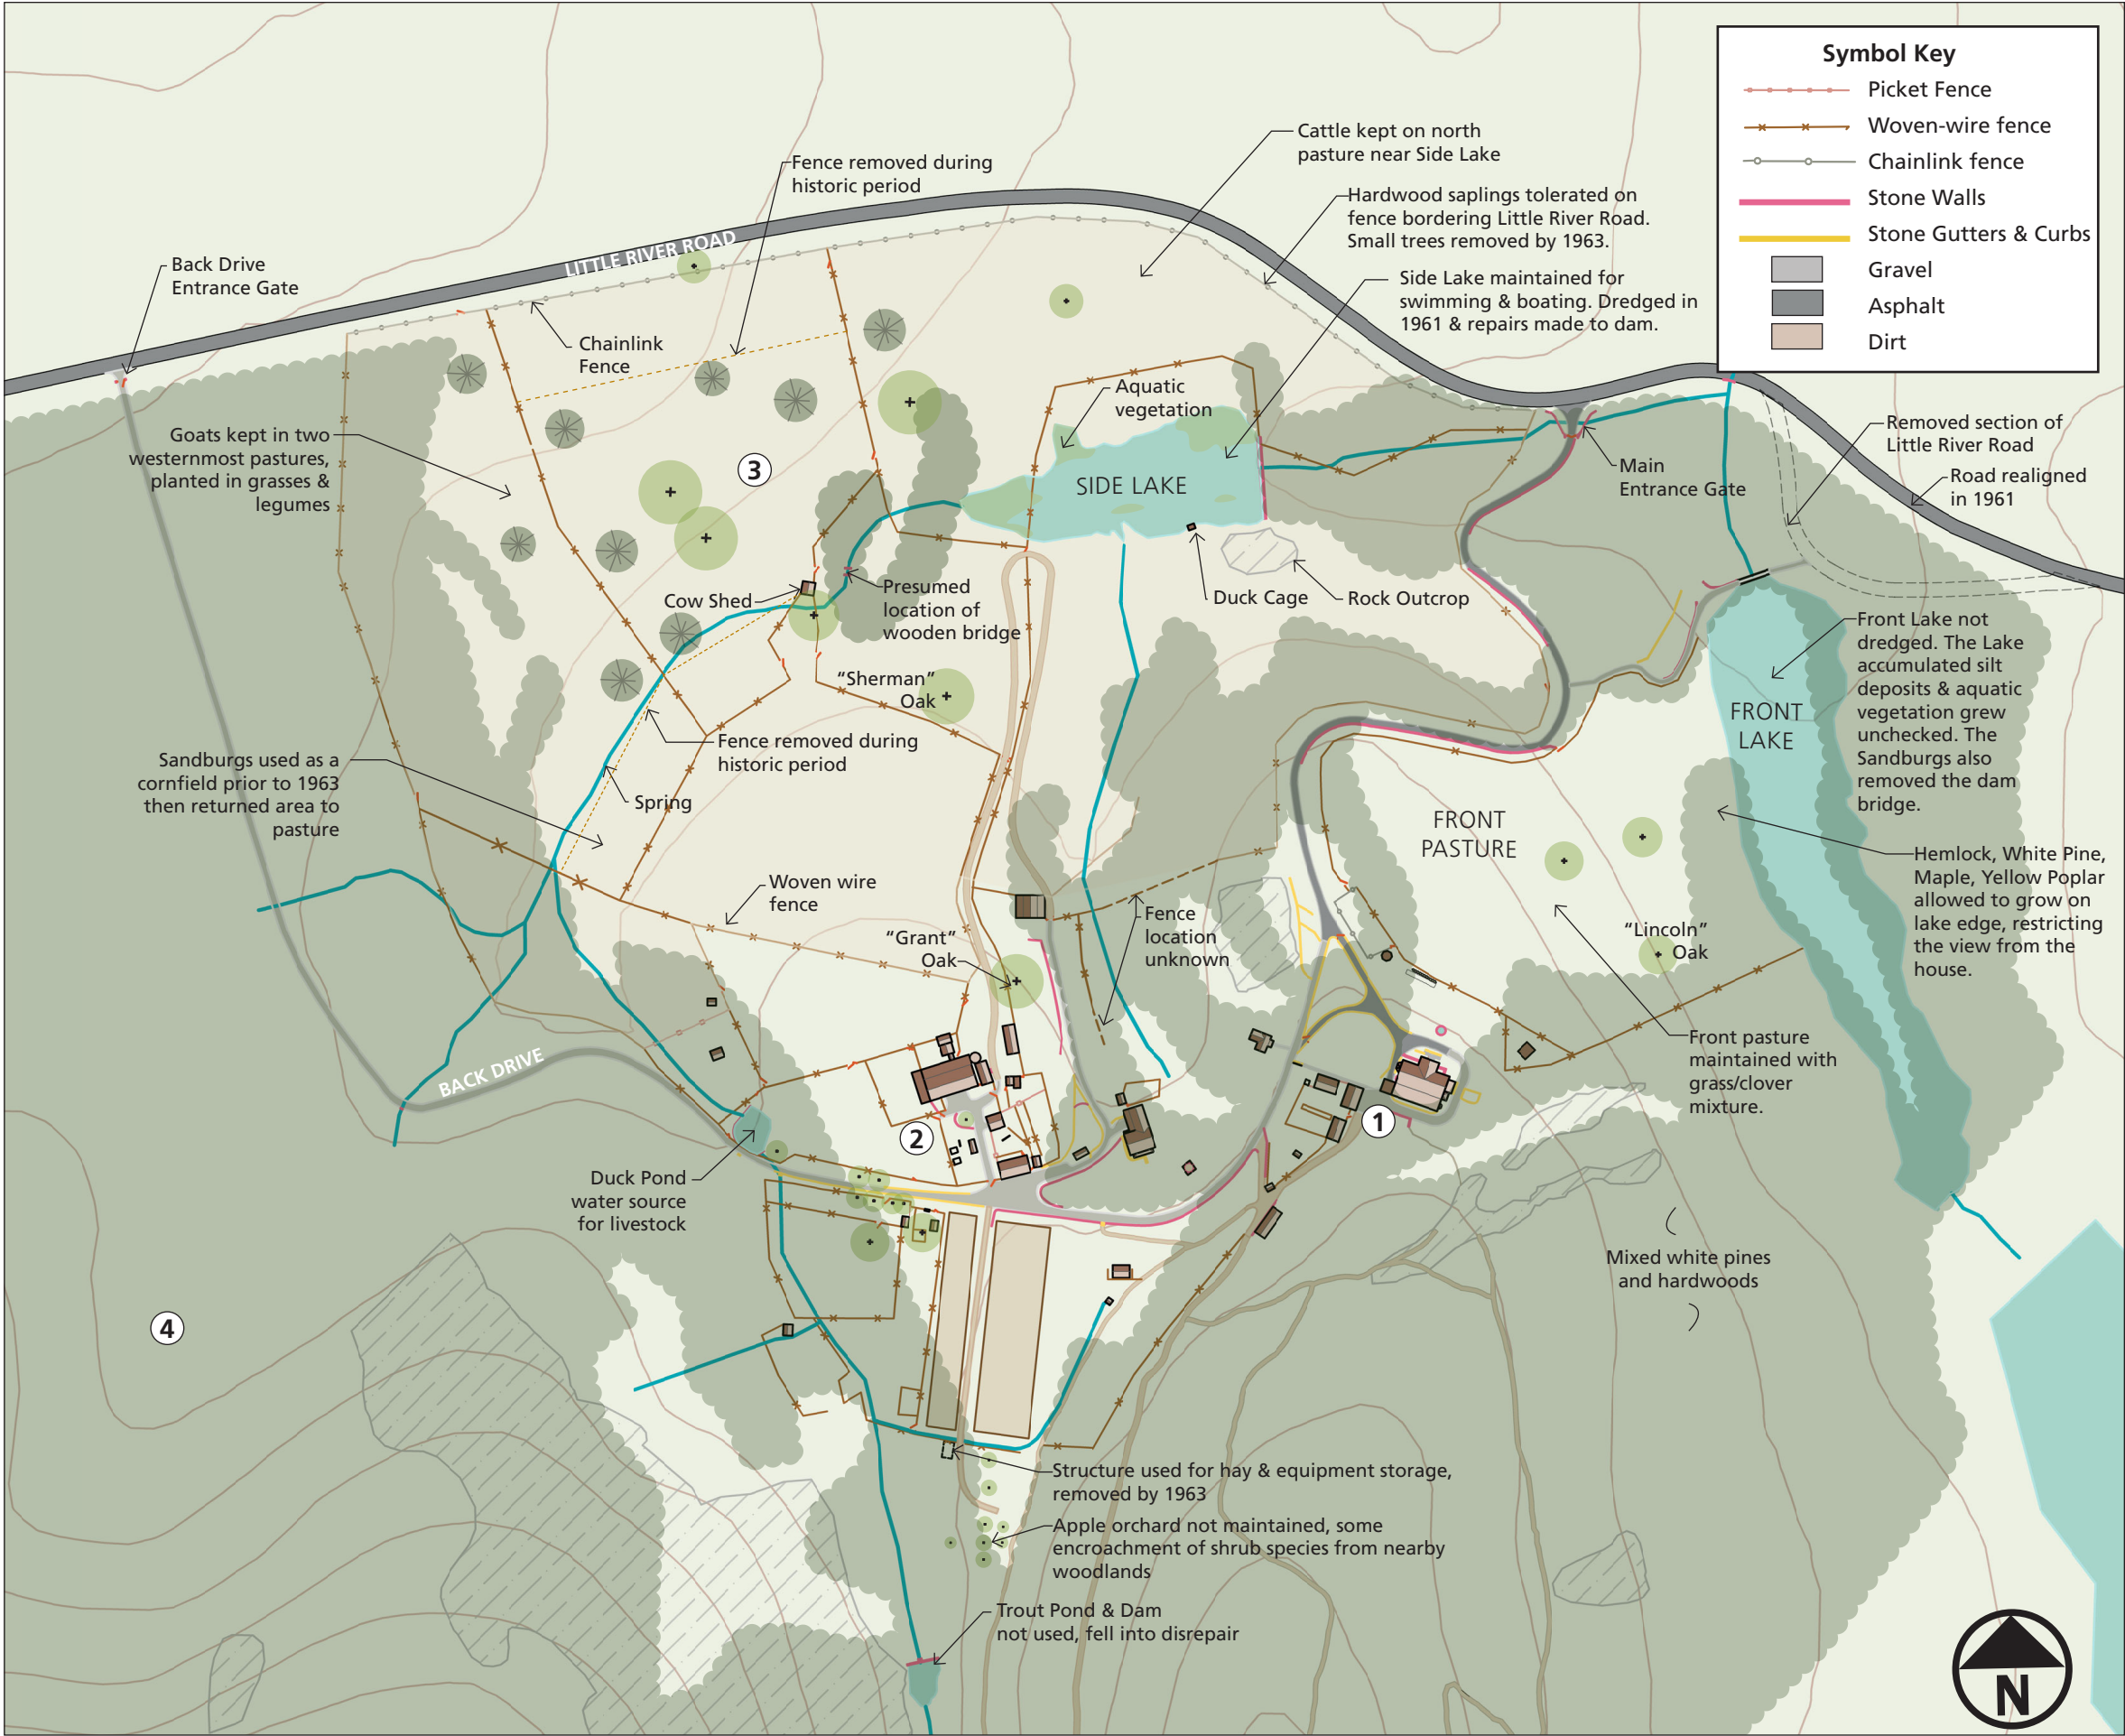 Symbol Key
Picket Fence
Woven-wire fence
Chainlink fence
Stone Walls
Stone Gutters & Curbs
Gravel
Asphalt
Dirt
Cattle kept on north
pasture near Side Lake
Fence removed during
historic period
Hardwood saplings tolerated on
fence bordering Little River Road.
Small trees removed by 1963.
LITTLE RIVER ROAD
Back Drive
Entrance Gate
Side Lake maintained for
swimming & boating. Dredged in
1961 & repairs made to dam.
Chainlink
Fence
Aquatic
vegetation
Goats kept in two
westernmost pastures,
planted in grasses &
legumes
3
SIDE LAKE
Main
Entrance Gate
Removed section of
Little River Road
Road realigned
in 1961
Cow Shed
Presumed
location of
wooden bridge
Duck Cage
Rock Outcrop
Front Lake not
dredged. The Lake
accumulated silt
deposits & aquatic
vegetation grew
unchecked. The
Sandburgs also
removed the dam
bridge.
"Sherman"
Oak
FRONT
LAKE
Fence removed during
historic period
Sandburgs used as a
cornfield prior to 1963
then returned area to
pasture
Spring
FRONT
PASTURE
Hemlock, White Pine,
Maple, Yellow Poplar
allowed to grow on
lake edge, restricting
the view from the
house.
Woven wire
fence
"Grant"
Oak
Fence
location
unknown
"Lincoln"
Oak
BACK DRIVE
Front pasture
maintained with
grass/clover
mixture.
1
2
Duck Pond
water source
for livestock
Mixed white pines
and hardwoods
4
Structure used for hay & equipment storage,
removed by 1963
Apple orchard not maintained, some
encroachment of shrub species from nearby
woodlands
Trout Pond & Dam
not used, fell into disrepair
N